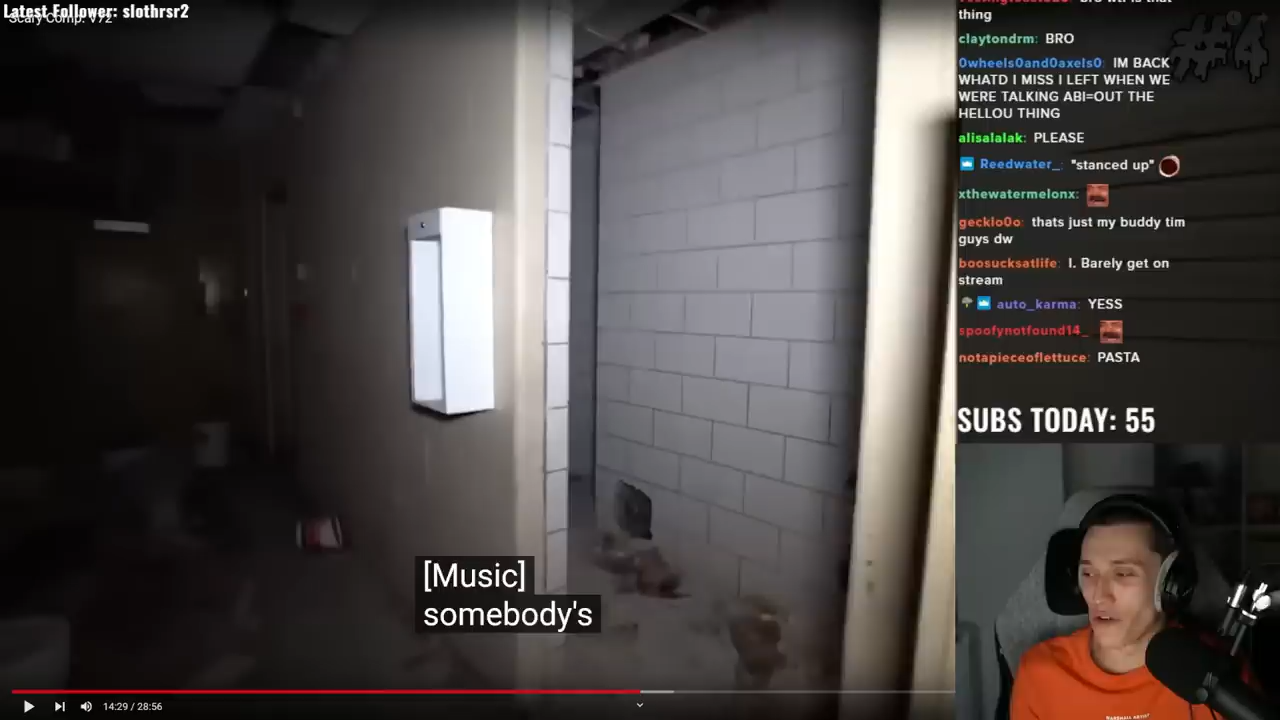 Latest Follower: slothrsr2
Scary Comp. V72
#4
thing
claytondrm: BRO
0wheels0and0axels0: IM BACK
WHATD I MISS I LEFT WHEN WE
WERE TALKING ABI=OUT THE
HELLOU THING
alisalalak: PLEASE
Reedwater_: "stanced up"
xthewatermelonx:
gecklo0o: thats just my buddy tim
guys dw
boosucksatlife: I. Barely get on
stream
auto_karma: YESS
spoofynotfound14_
notapieceoflettuce: PASTA
SUBS TODAY: 55
[Music]
somebody's
14:29 / 28:56